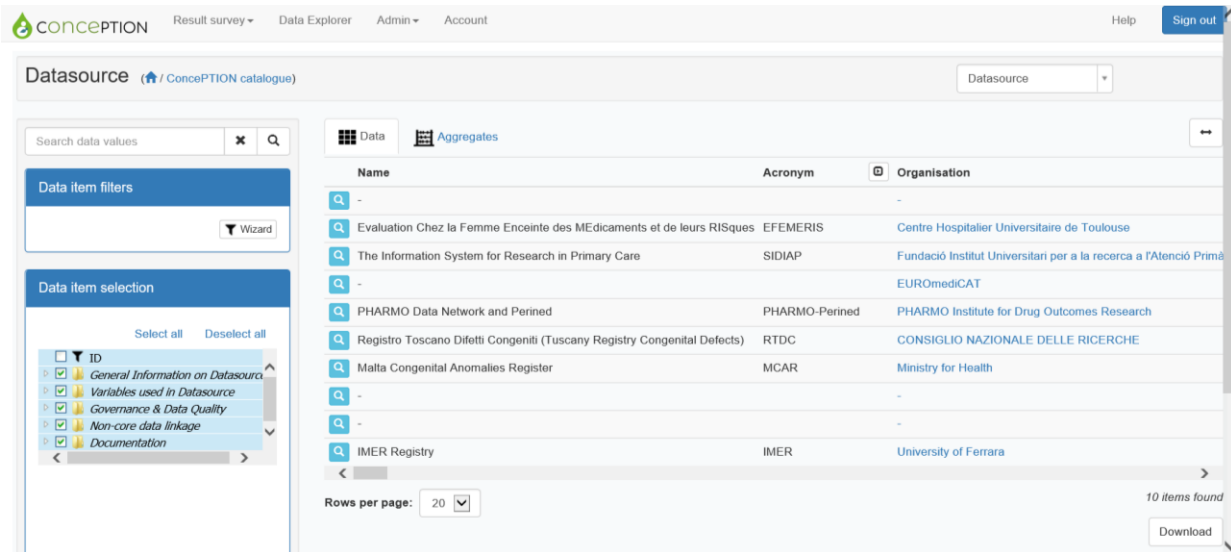 CONCEPTION Result survey Data Explorer Admin Account Help Sign out
Datasource ( / ConcePTION catalogue) Datasource
Search data values
Data item filters
Wizard
Data item selection
Select all Deselect all
ID
General Information on Datasource
Variables used in Datasource
Governance & Data Quality
Non-core data linkage
Documentation
Data Aggregates
Name Acronym Organisation
- -
Evaluation Chez la Femme Enceinte des MEdicaments et de leurs RISques EFEMERIS Centre Hospitalier Universitaire de Toulouse
The Information System for Research in Primary Care SIDIAP Fundació Institut Universitari per a la recerca a l'Atenció Primà
- EUROmediCAT
PHARMO Data Network and Perined PHARMO-Perined PHARMO Institute for Drug Outcomes Research
Registro Toscano Difetti Congeniti (Tuscany Registry Congenital Defects) RTDC CONSIGLIO NAZIONALE DELLE RICERCHE
Malta Congenital Anomalies Register MCAR Ministry for Health
- -
- -
IMER Registry IMER University of Ferrara
Rows per page: 20 10 items found
Download